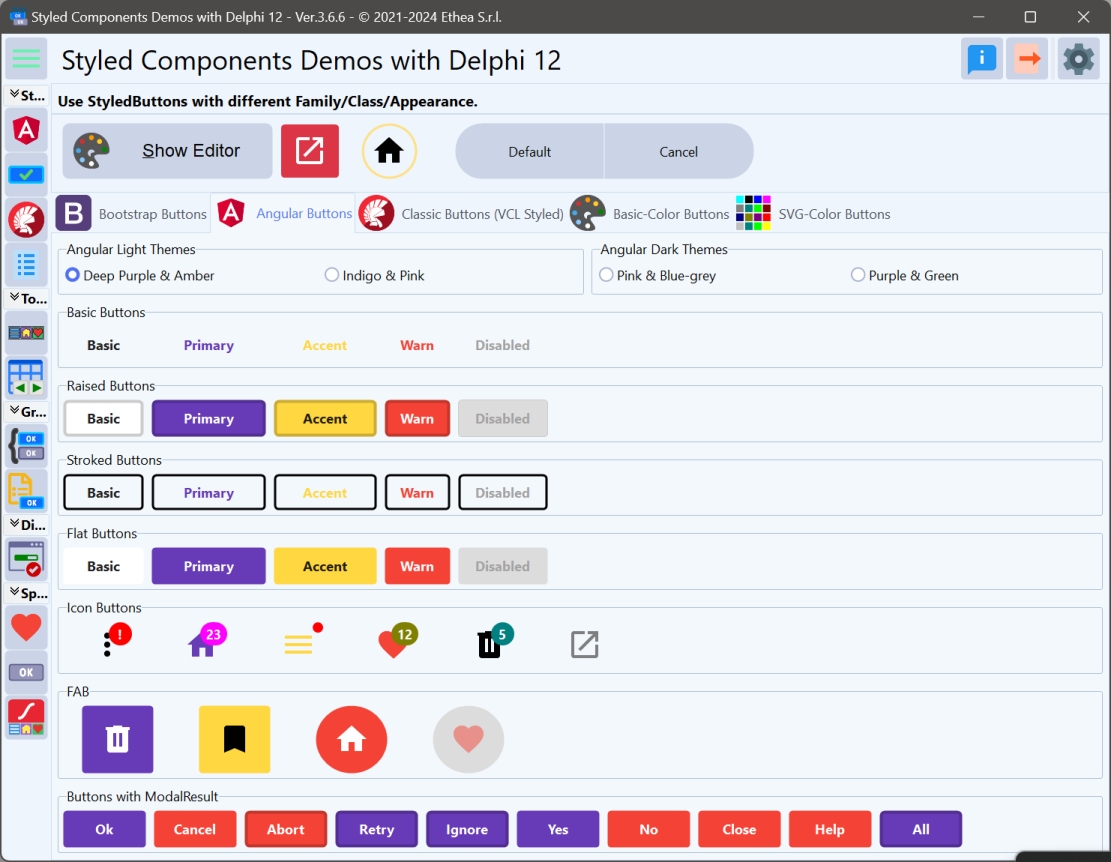 Styled Components Demos with Delphi 12 - Ver.3.6.6 - © 2021-2024 Ethea S.r.l.
Styled Components Demos with Delphi 12
St...
Use StyledButtons with different Family/Class/Appearance.
Show Editor
Default
Cancel
B Bootstrap Buttons
A Angular Buttons
Classic Buttons (VCL Styled)
Basic-Color Buttons
SVG-Color Buttons
Angular Light Themes
Deep Purple & Amber
Indigo & Pink
Angular Dark Themes
Pink & Blue-grey
Purple & Green
To...
Basic Buttons
Basic Primary Accent Warn Disabled
Raised Buttons
Basic Primary Accent Warn Disabled
Gr...
OK
OK
Stroked Buttons
Basic Primary Accent Warn Disabled
OK
Di...
Flat Buttons
Basic Primary Accent Warn Disabled
Sp...
Icon Buttons
! 23 12 5
OK
FAB
Buttons with ModalResult
Ok Cancel Abort Retry Ignore Yes No Close Help All